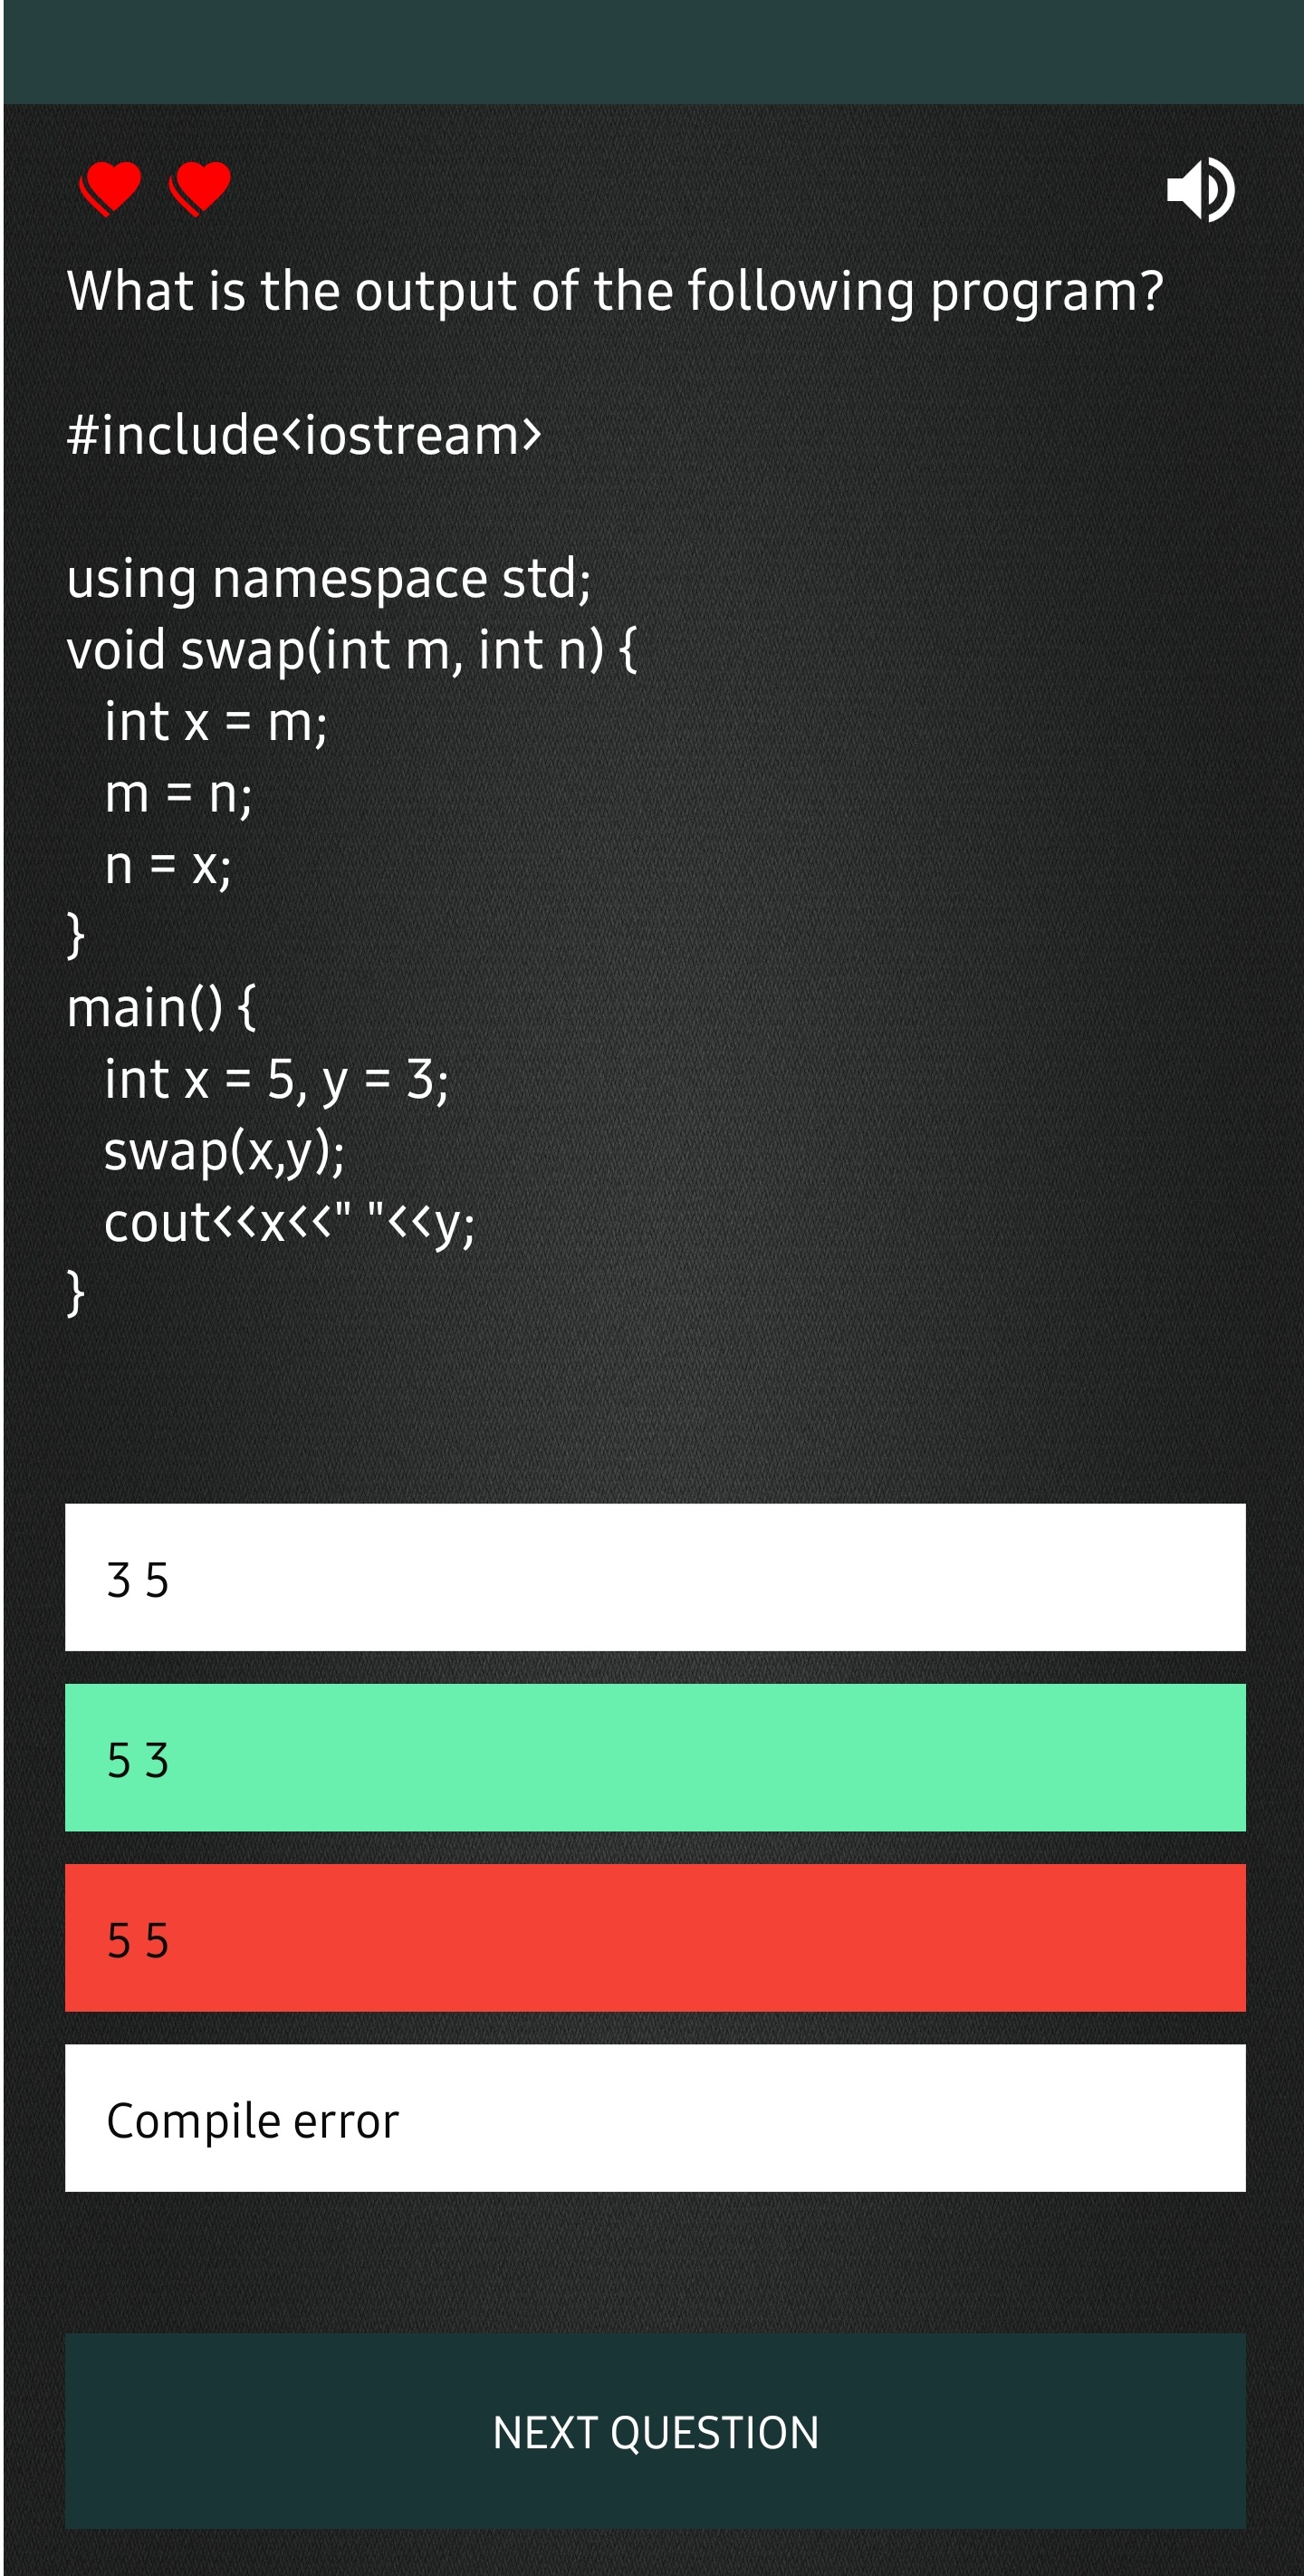 What is the output of the following program?
#include<iostream>
using namespace std;
void swap(int m, int n) {
   int x = m;
   m = n;
   n = x;
}
main() {
   int x = 5, y = 3;
   swap(x,y);
   cout<<x<<" "<<y;
}
3 5
5 3
5 5
Compile error
NEXT QUESTION